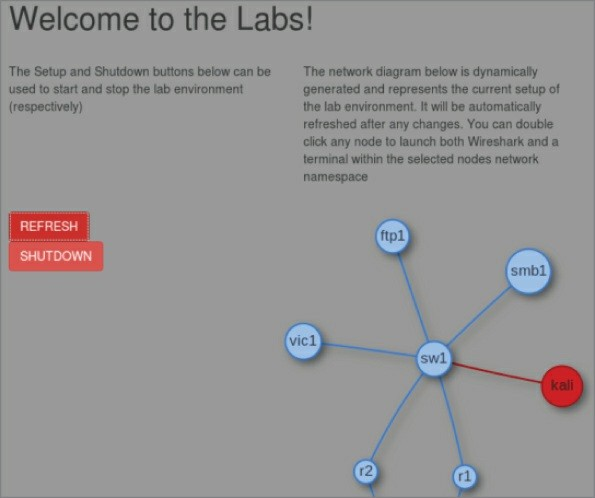 Welcome to the Labs!
The Setup and Shutdown buttons below can be
used to start and stop the lab environment
(respectively)
The network diagram below is dynamically
generated and represents the current setup of
the lab environment. It will be automatically
refreshed after any changes. You can double
click any node to launch both Wireshark and a
terminal within the selected nodes network
namespace
REFRESH
SHUTDOWN
ftp1
smb1
vic1
sw1
kali
r2
r1